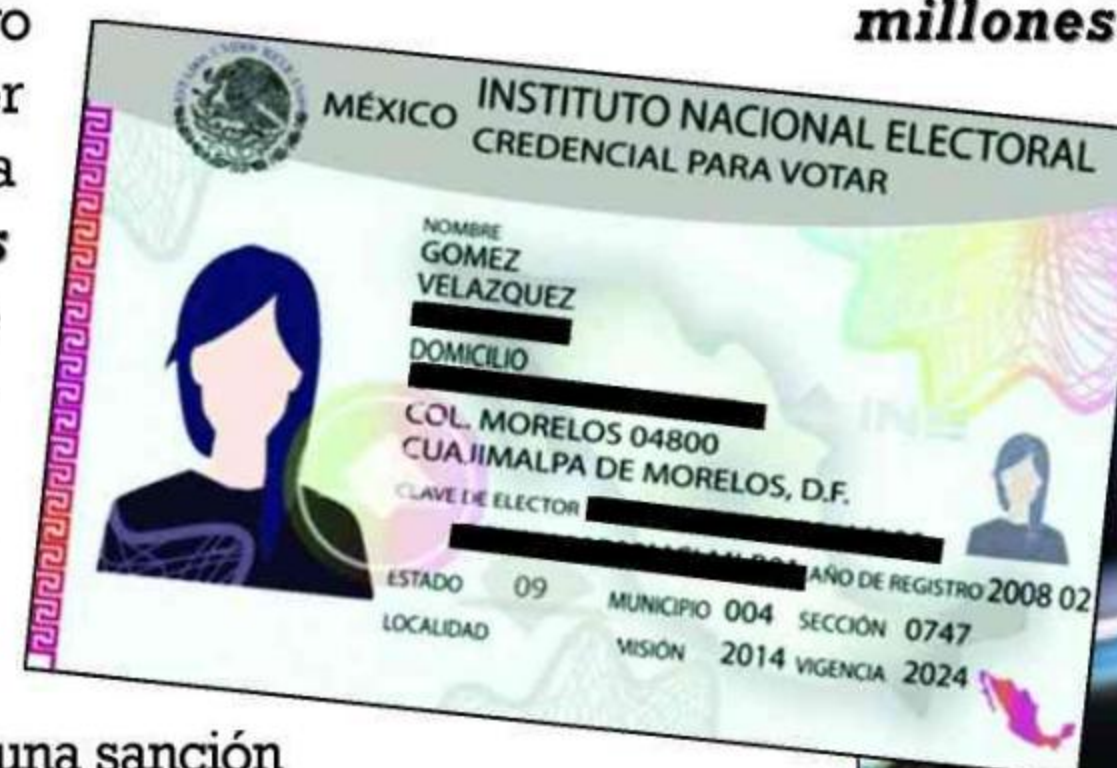 millones
MÉXICO INSTITUTO NACIONAL ELECTORAL
CREDENCIAL PARA VOTAR
NOMBRE
GOMEZ
VELAZQUEZ
DOMICILIO
COL. MORELOS 04800
CUAJIMALPA DE MORELOS, D.F.
CLAVE DE ELECTOR
AÑO DE REGISTRO 2008 02
ESTADO 09 MUNICIPIO 004 SECCIÓN 0747
LOCALIDAD MISIÓN 2014 VIGENCIA 2024
INE
una sanción